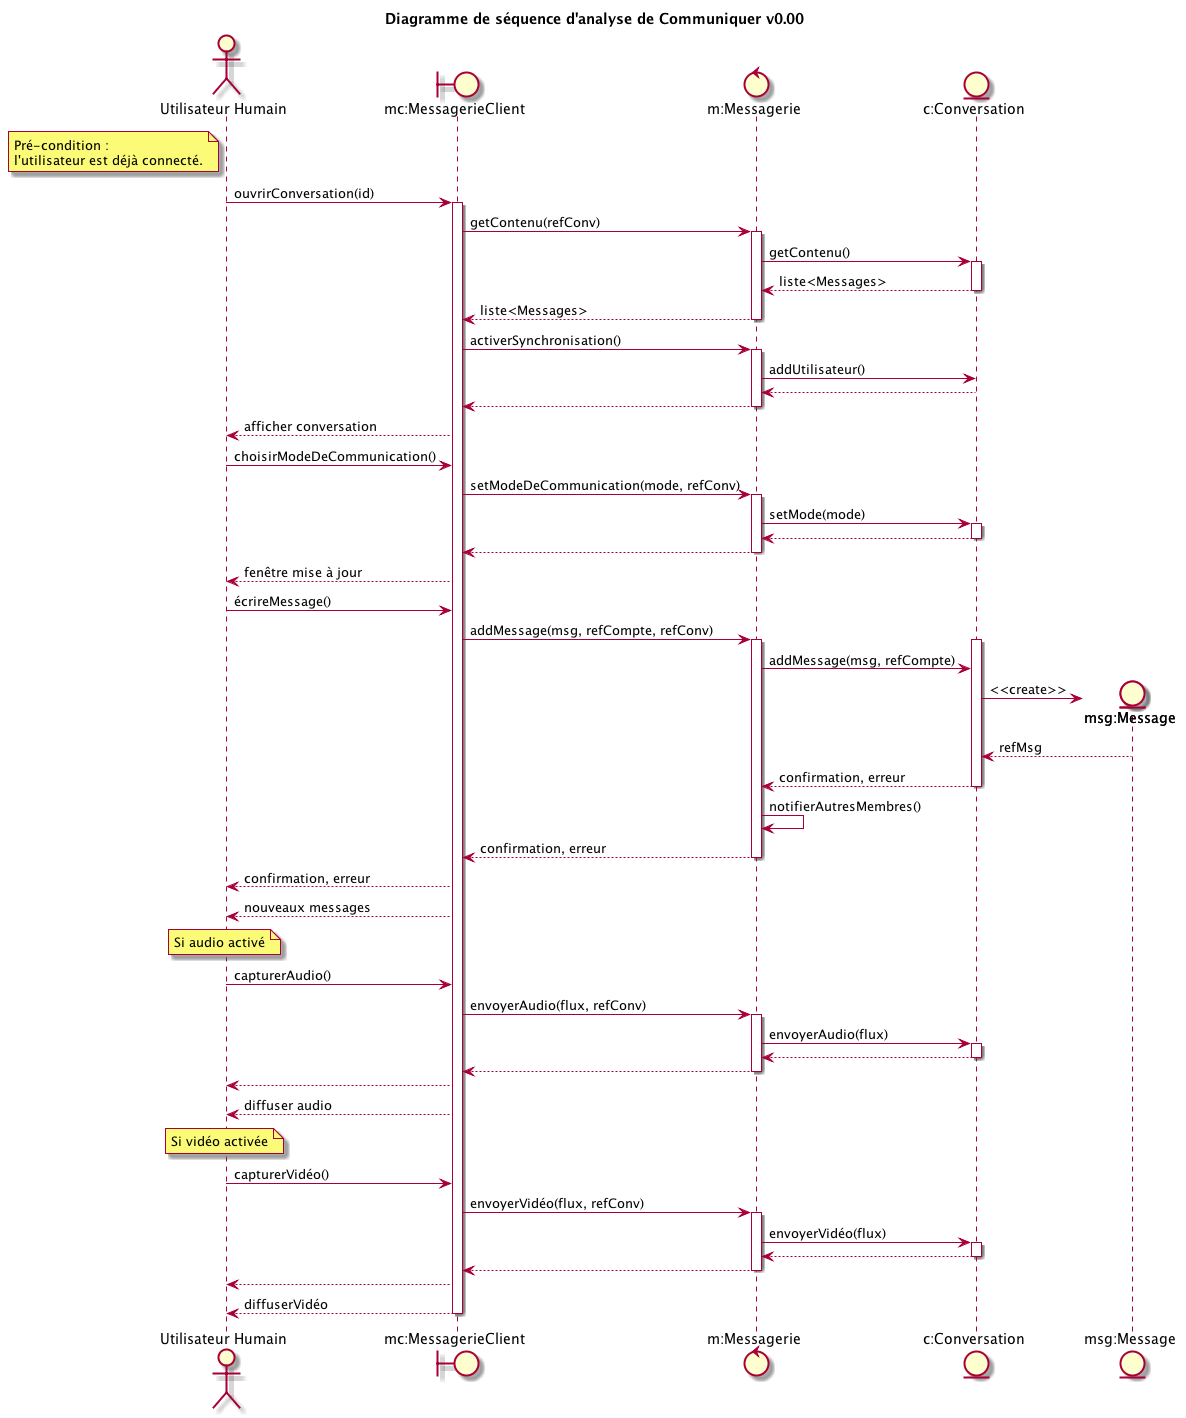 Diagramme de séquence d'analyse de Communiquer v0.00
Utilisateur Humain
mc:MessagerieClient
m:Messagerie
c:Conversation
Pré-condition :
l'utilisateur est déjà connecté.
ouvrirConversation(id)
getContenu(refConv)
getContenu()
liste<Messages>
liste<Messages>
activerSynchronisation()
addUtilisateur()
afficher conversation
choisirModeDeCommunication()
setModeDeCommunication(mode, refConv)
setMode(mode)
fenêtre mise à jour
écrireMessage()
addMessage(msg, refCompte, refConv)
addMessage(msg, refCompte)
<<create>>
msg:Message
refMsg
confirmation, erreur
notifierAutresMembres()
confirmation, erreur
confirmation, erreur
nouveaux messages
Si audio activé
capturerAudio()
envoyerAudio(flux, refConv)
envoyerAudio(flux)
diffuser audio
Si vidéo activée
capturerVidéo()
envoyerVidéo(flux, refConv)
envoyerVidéo(flux)
diffuserVidéo
Utilisateur Humain
mc:MessagerieClient
m:Messagerie
c:Conversation
msg:Message